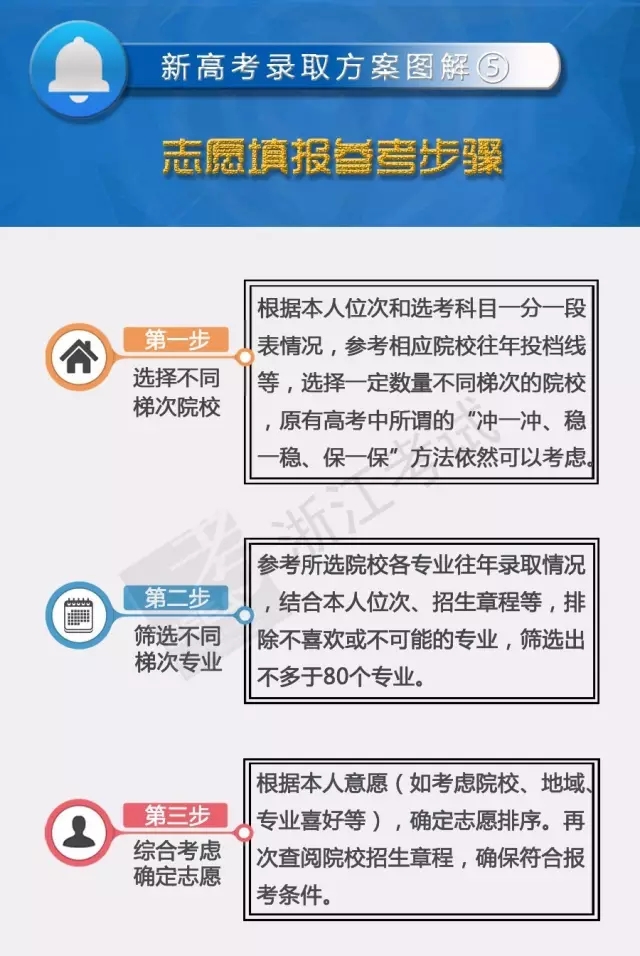 新高考录取方案图解⑤
志愿填报参考步骤
第一步
选择不同
梯次院校
根据本人位次和选考科目一分一段
表情况，参考相应院校往年投档线
等，选择一定数量不同梯次的院校
，原有高考中所谓的“冲一冲、稳
一稳、保一保”方法依然可以考虑。
浙江考试
第二步
筛选不同
梯次专业
参考所选院校各专业往年录取情况
，结合本人位次、招生章程等，排
除不喜欢或不可能的专业，筛选出
不多于80个专业。
第三步
综合考虑
确定志愿
根据本人意愿（如考虑院校、地域、
专业喜好等），确定志愿排序。再
次查阅院校招生章程，确保符合报
考条件。